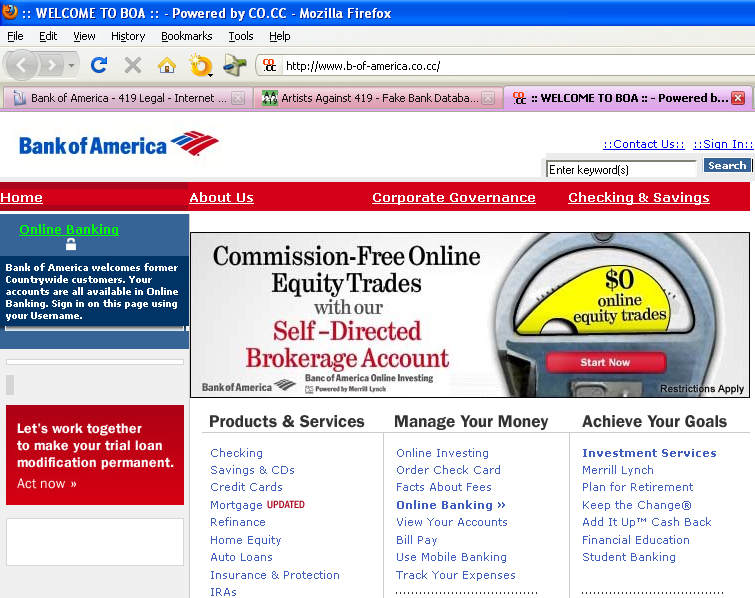 :: WELCOME TO BOA :: - Powered by CO.CC - Mozilla Firefox
File Edit View History Bookmarks Tools Help
http://www.b-of-america.co.cc/
Bank of America - 419 Legal - Internet ... Artists Against 419 - Fake Bank Databa... :: WELCOME TO BOA :: - Powered b...
Bank of America
::Contact Us:: ::Sign In::
Enter keyword(s) Search
Home About Us Corporate Governance Checking & Savings
Online Banking
Bank of America welcomes former
Countrywide customers. Your
accounts are all available in Online
Banking. Sign in on this page using
your Username.
Let's work together
to make your trial loan
modification permanent.
Act now »
Commission-Free Online
Equity Trades
with our
Self-Directed
Brokerage Account
Bank of America Banc of America Online Investing
Powered by Merrill Lynch
$0
online
equity trades
Start Now
Restrictions Apply
Products & Services
Checking
Savings & CDs
Credit Cards
Mortgage UPDATED
Refinance
Home Equity
Auto Loans
Insurance & Protection
IRAs
Manage Your Money
Online Investing
Order Check Card
Facts About Fees
Online Banking »
View Your Accounts
Bill Pay
Use Mobile Banking
Track Your Expenses
Achieve Your Goals
Investment Services
Merrill Lynch
Plan for Retirement
Keep the Change®
Add It Up™ Cash Back
Financial Education
Student Banking